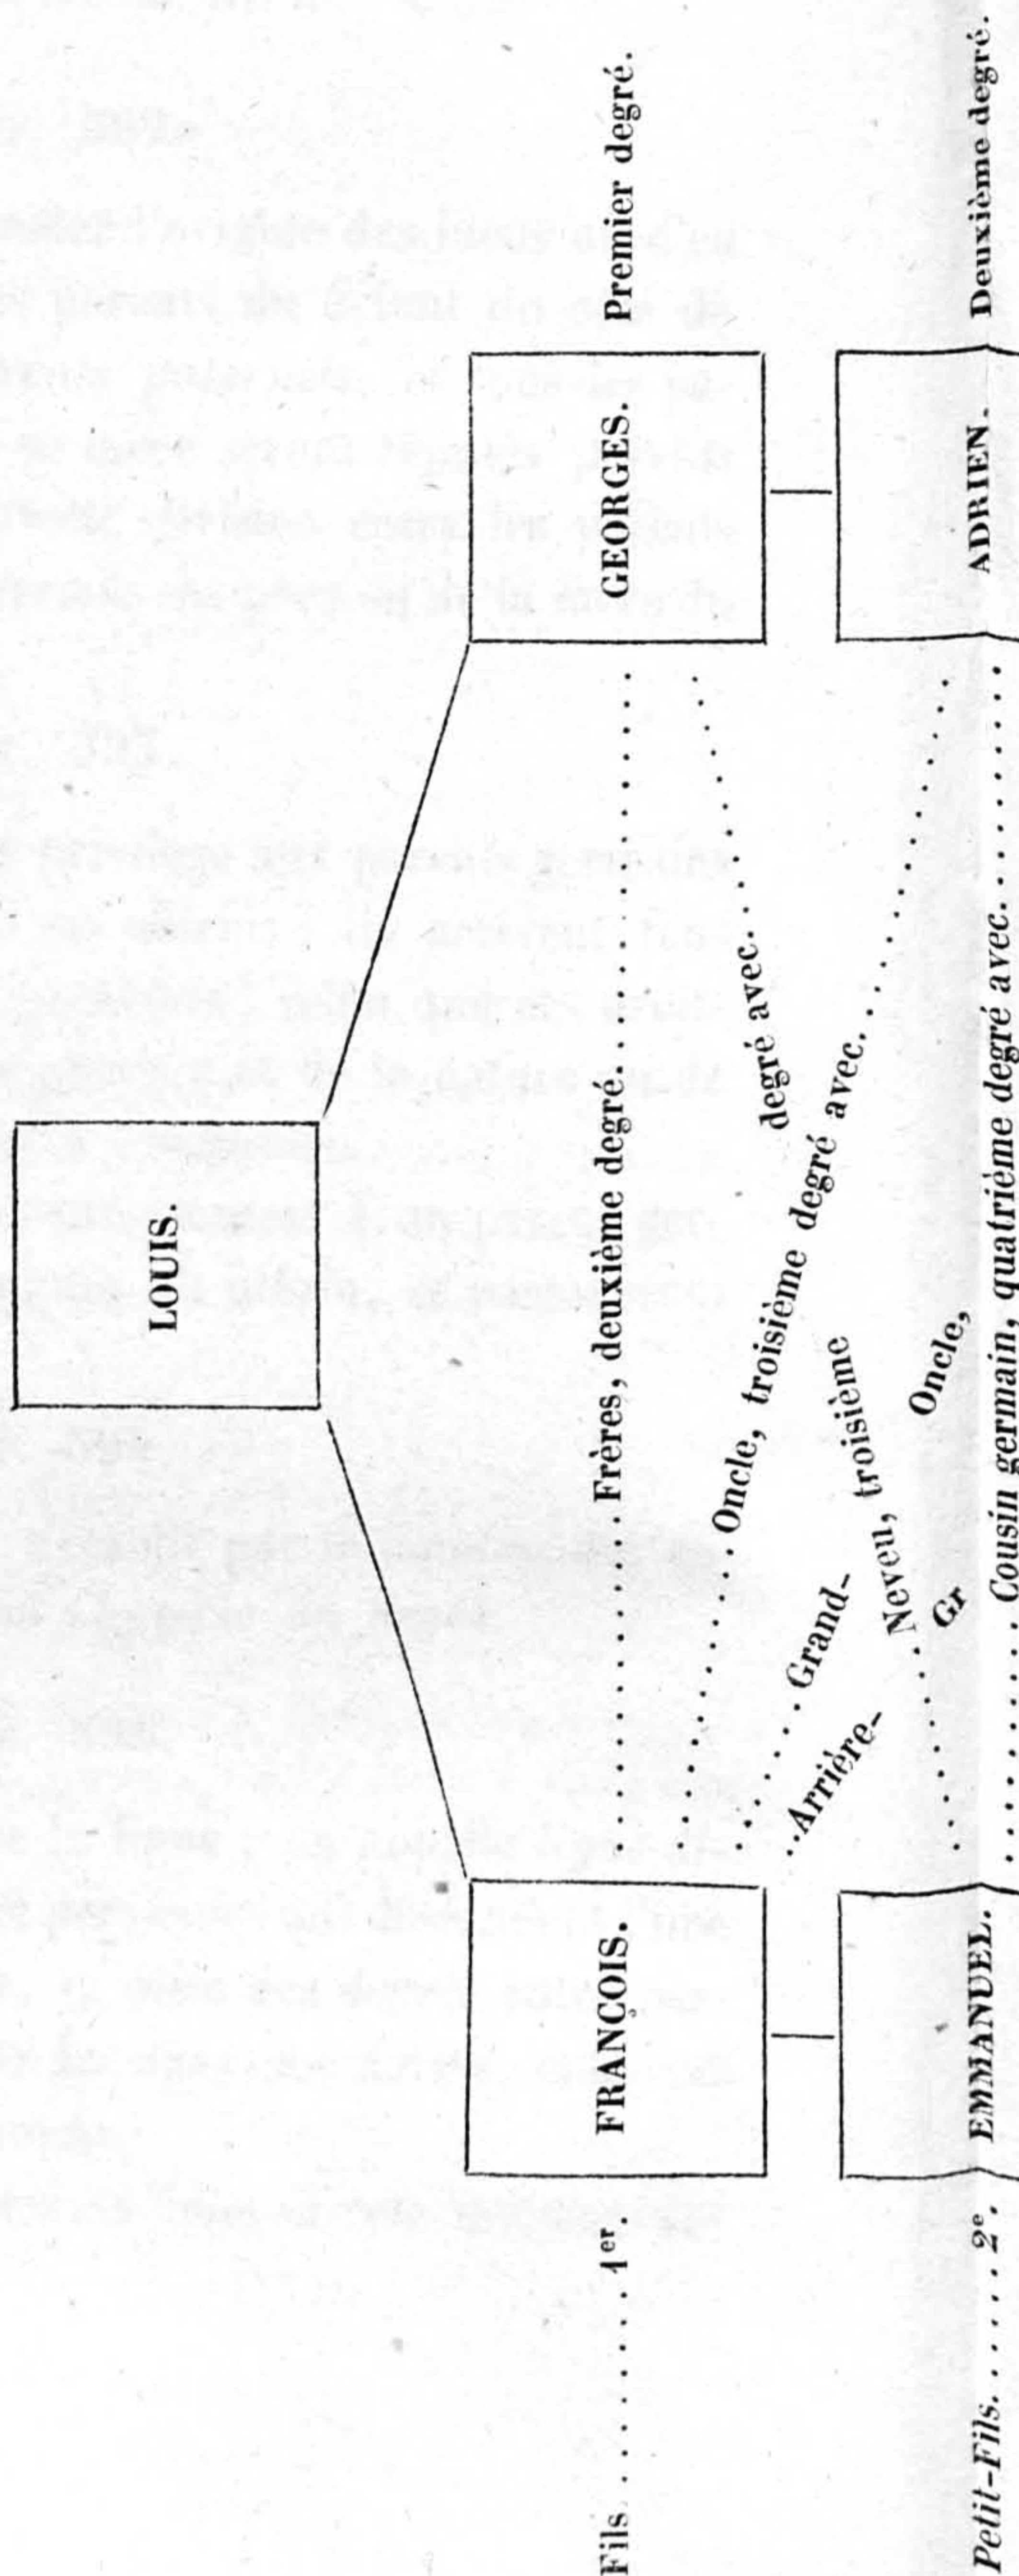 LOUIS.
Fils......... 1er. FRANÇOIS. ........... Frères, deuxième degré. ............... GEORGES. Premier degré.
........ Oncle, troisième degré avec. ............
..... Grand-
.. Arrière-
Neveu, troisième
degré avec. ..........
Oncle,
Gr
Petit-Fils. ..... 2e. EMMANUEL. ......... Cousin germain, quatrième degré avec. ......... ADRIEN. Deuxième degré.